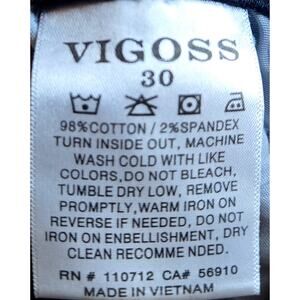 VIGOSS
30
98%COTTON / 2%SPANDEX
TURN INSIDE OUT, MACHINE
WASH COLD WITH LIKE
COLORS,DO NOT BLEACH,
TUMBLE DRY LOW, REMOVE
PROMPTLY,WARM IRON ON
REVERSE IF NEEDED, DO NOT
IRON ON ENBELLISHMENT, DRY
CLEAN RECOMME NDED.
RN # 110712 CA# 56910
MADE IN VIETNAM